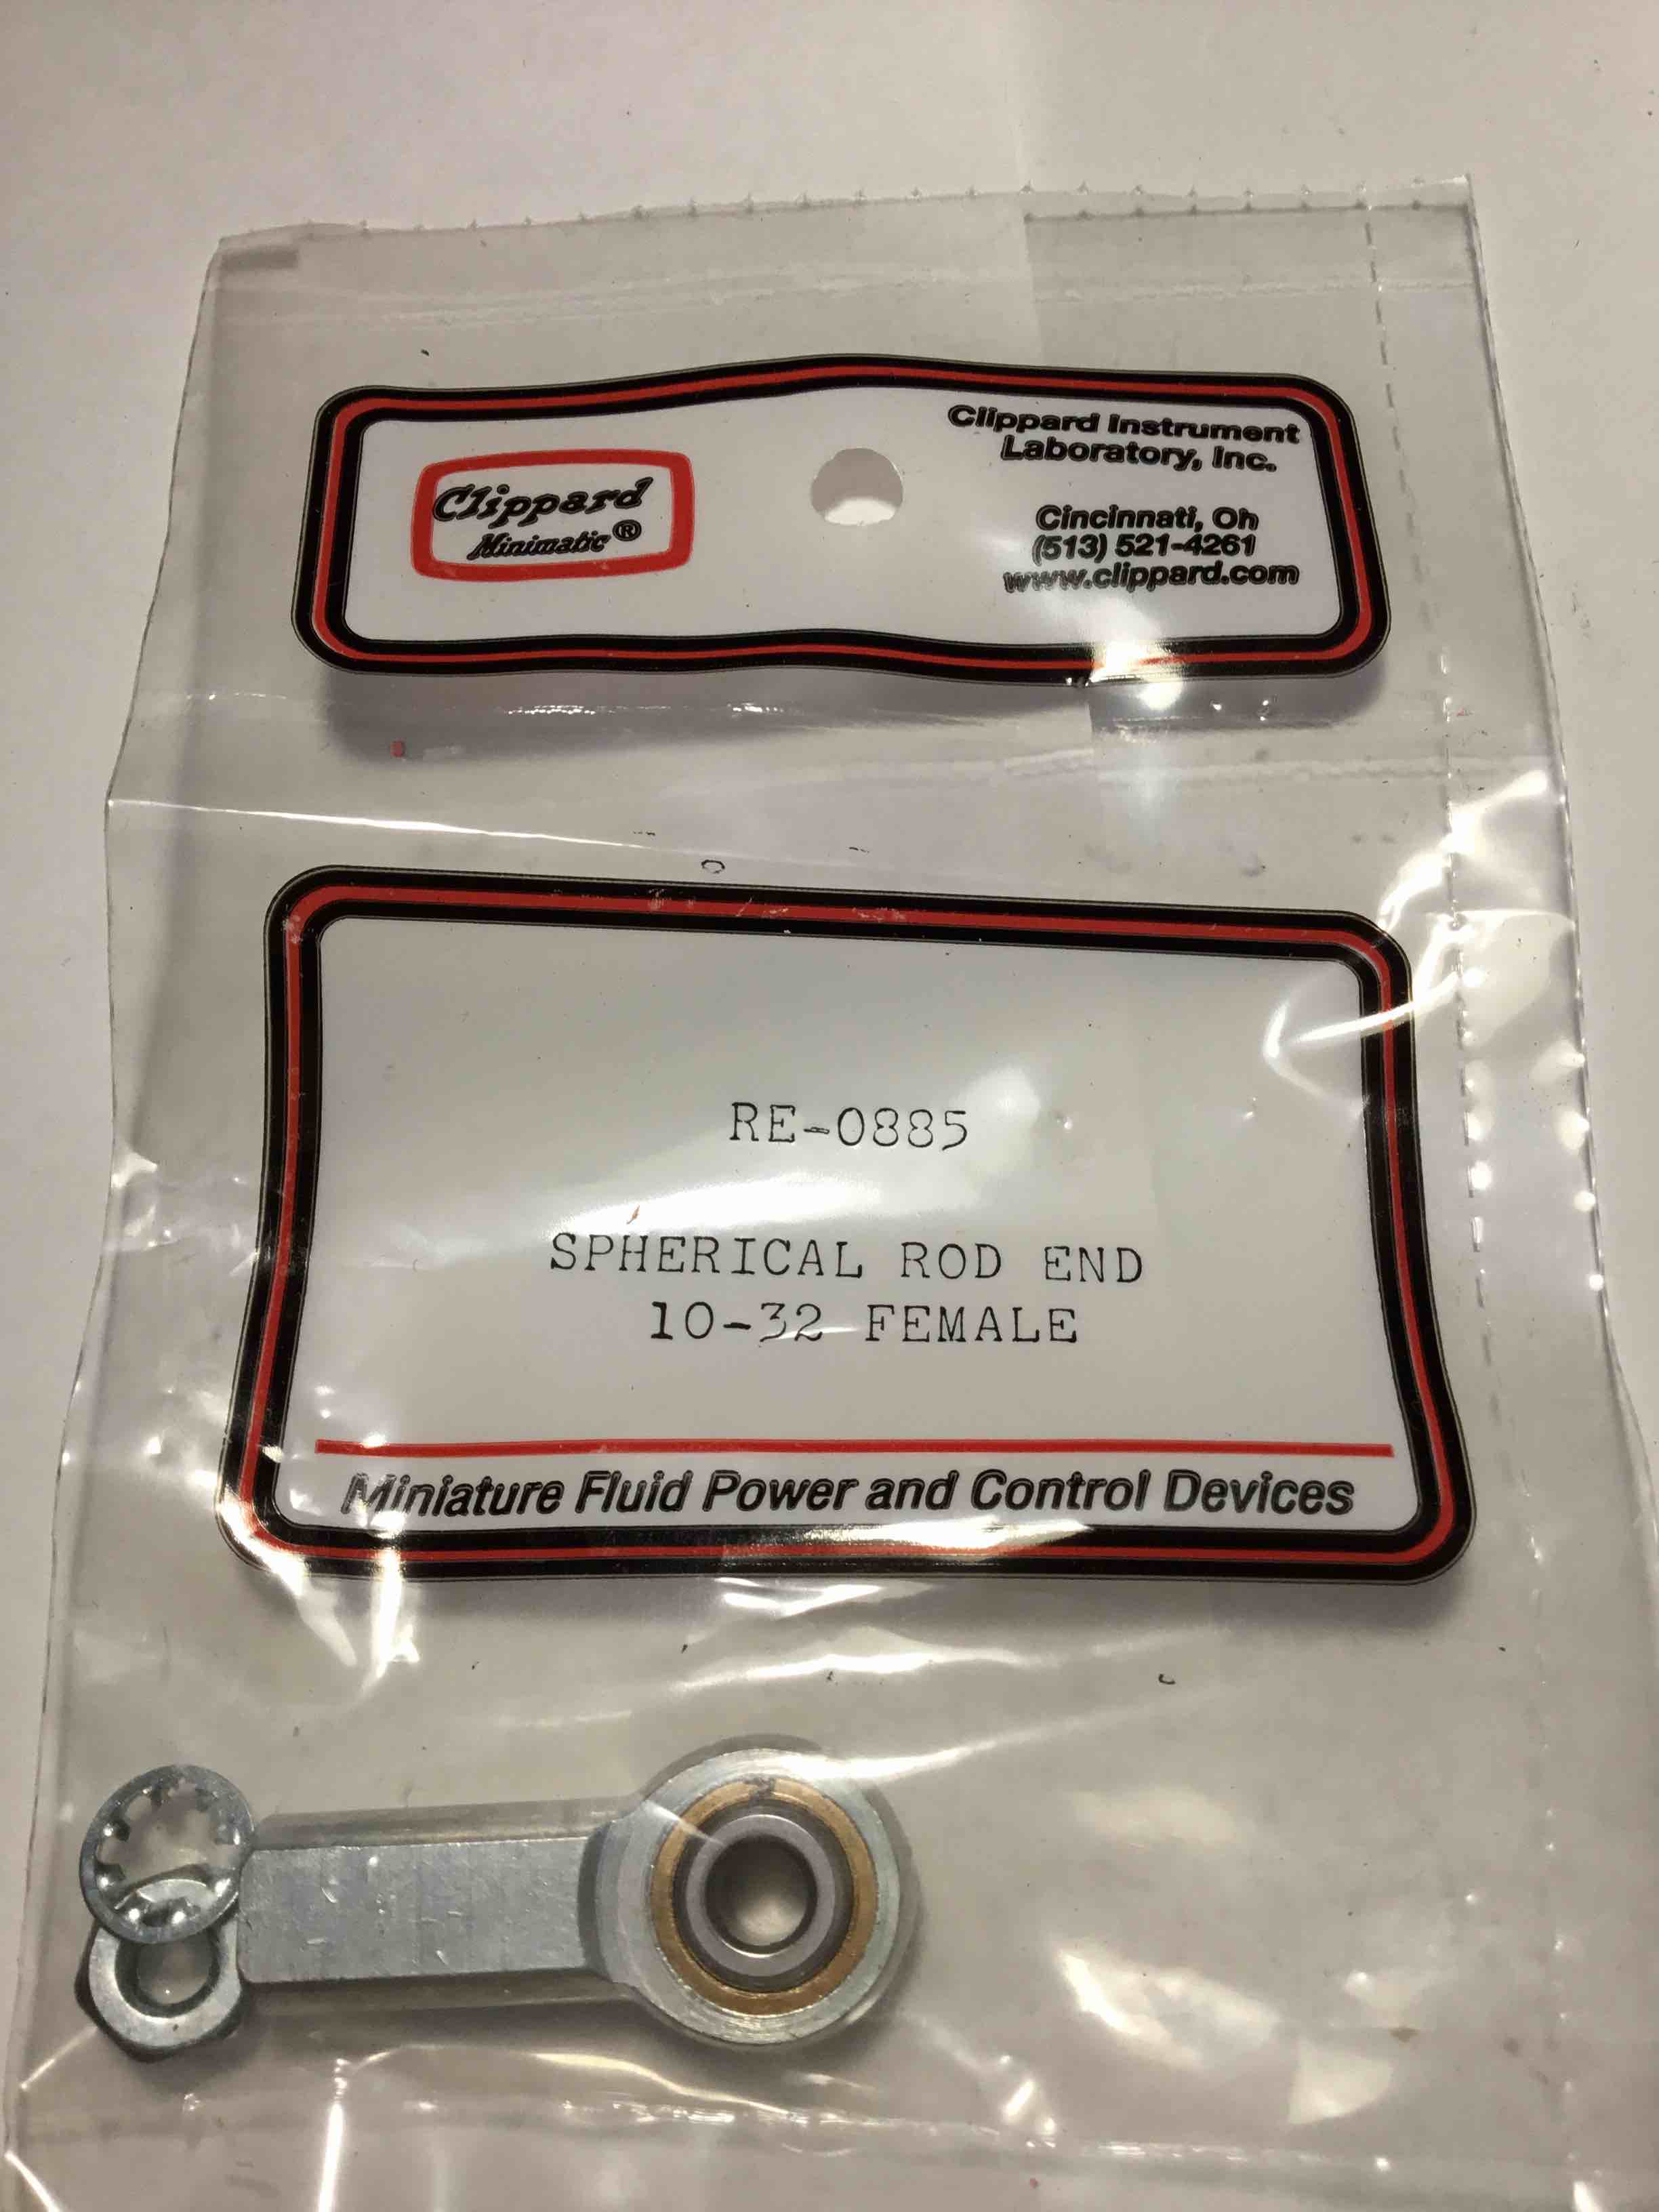 Clippard
Minimatic®
Clippard Instrument
Laboratory, Inc.
Cincinnati, Oh
(513) 521-4261
www.clippard.com
RE-0885
SPHERICAL ROD END
10-32 FEMALE
Miniature Fluid Power and Control Devices